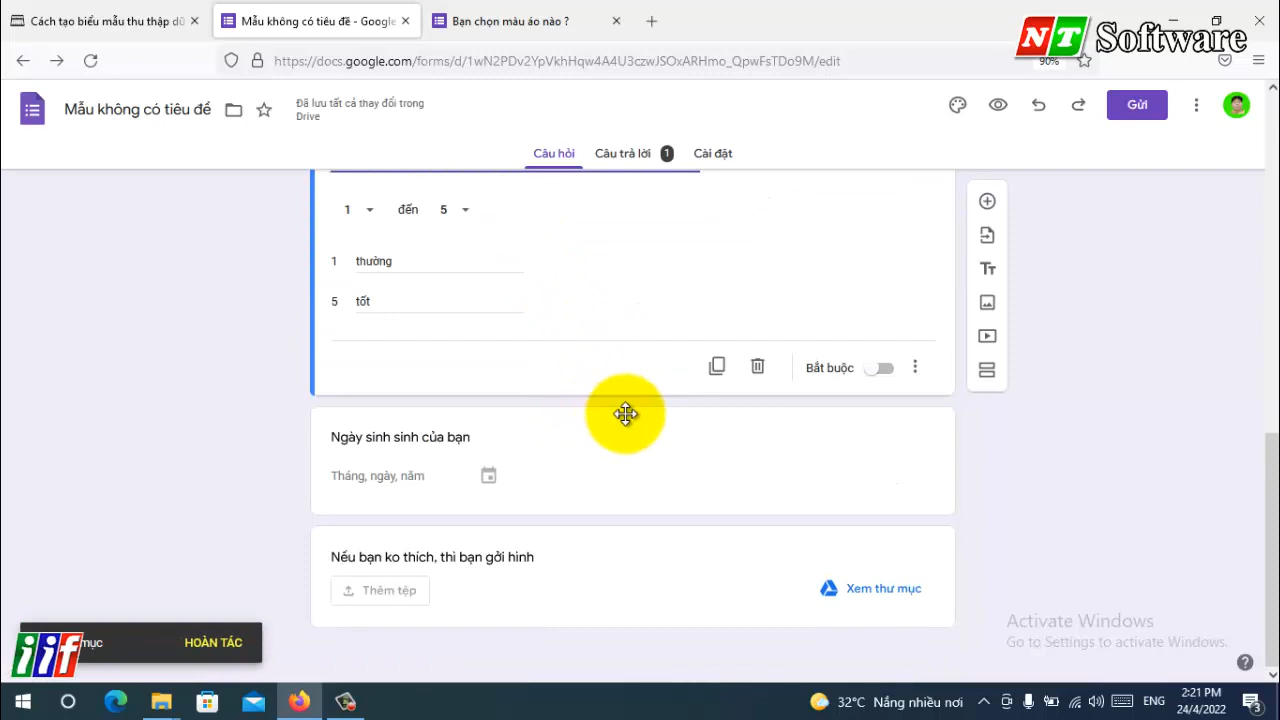 Cách tạo biểu mẫu thu thập dữ
Mẫu không có tiêu đề - Google
Bạn chọn màu áo nào ?
NT Software
https://docs.google.com/forms/d/1wN2PDv2YpVkhHqw4A4U3czwJSOxARHmo_QpwFsTDo9M/edit
90%
Mẫu không có tiêu đề
Đã lưu tất cả thay đổi trong
Drive
Gửi
Câu hỏi
Câu trả lời 1
Cài đặt
1 đến 5
1 thường
5 tốt
Bắt buộc
Ngày sinh sinh của bạn
Tháng, ngày, năm
Nếu bạn ko thích, thì bạn gởi hình
Thêm tệp
Xem thư mục
Activate Windows
Go to Settings to activate Windows.
iif
mục
HOÀN TÁC
32°C Nắng nhiều nơi
ENG
2:21 PM
24/4/2022
3